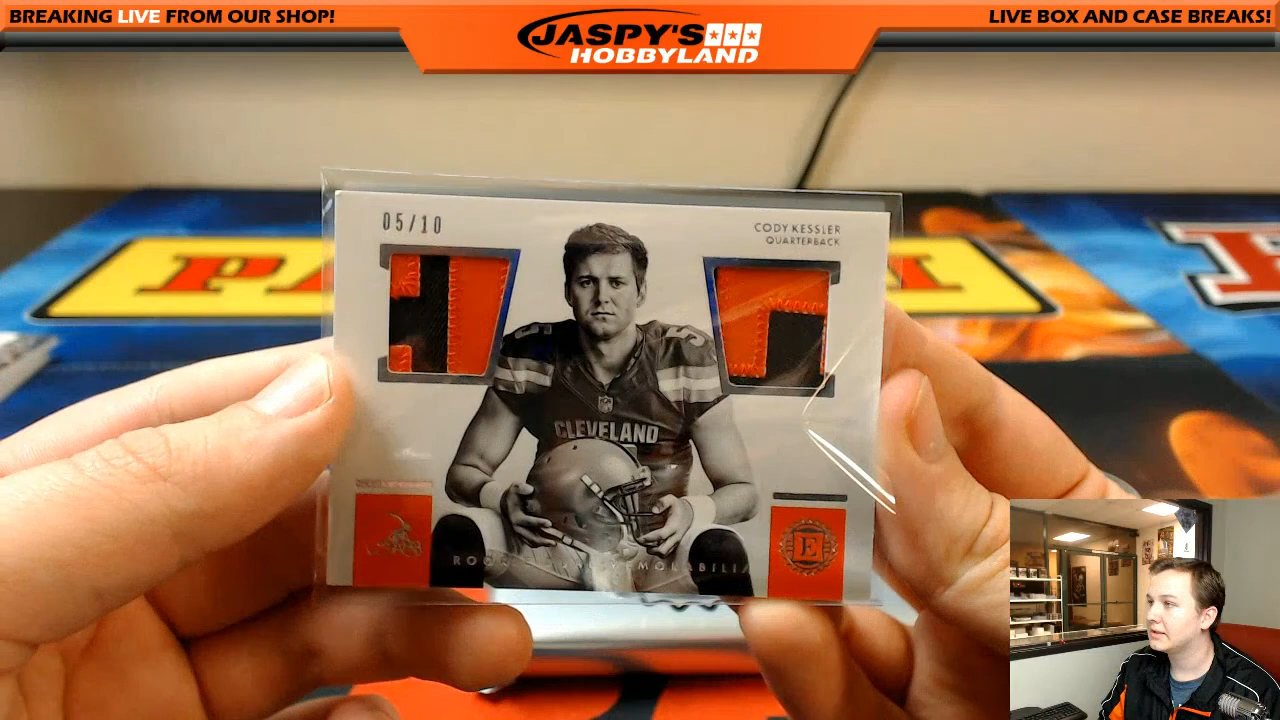 BREAKING LIVE FROM OUR SHOP!
JASPY'S
HOBBYLAND
LIVE BOX AND CASE BREAKS!
05/10
CODY KESSLER
QUARTERBACK
CLEVELAND
E